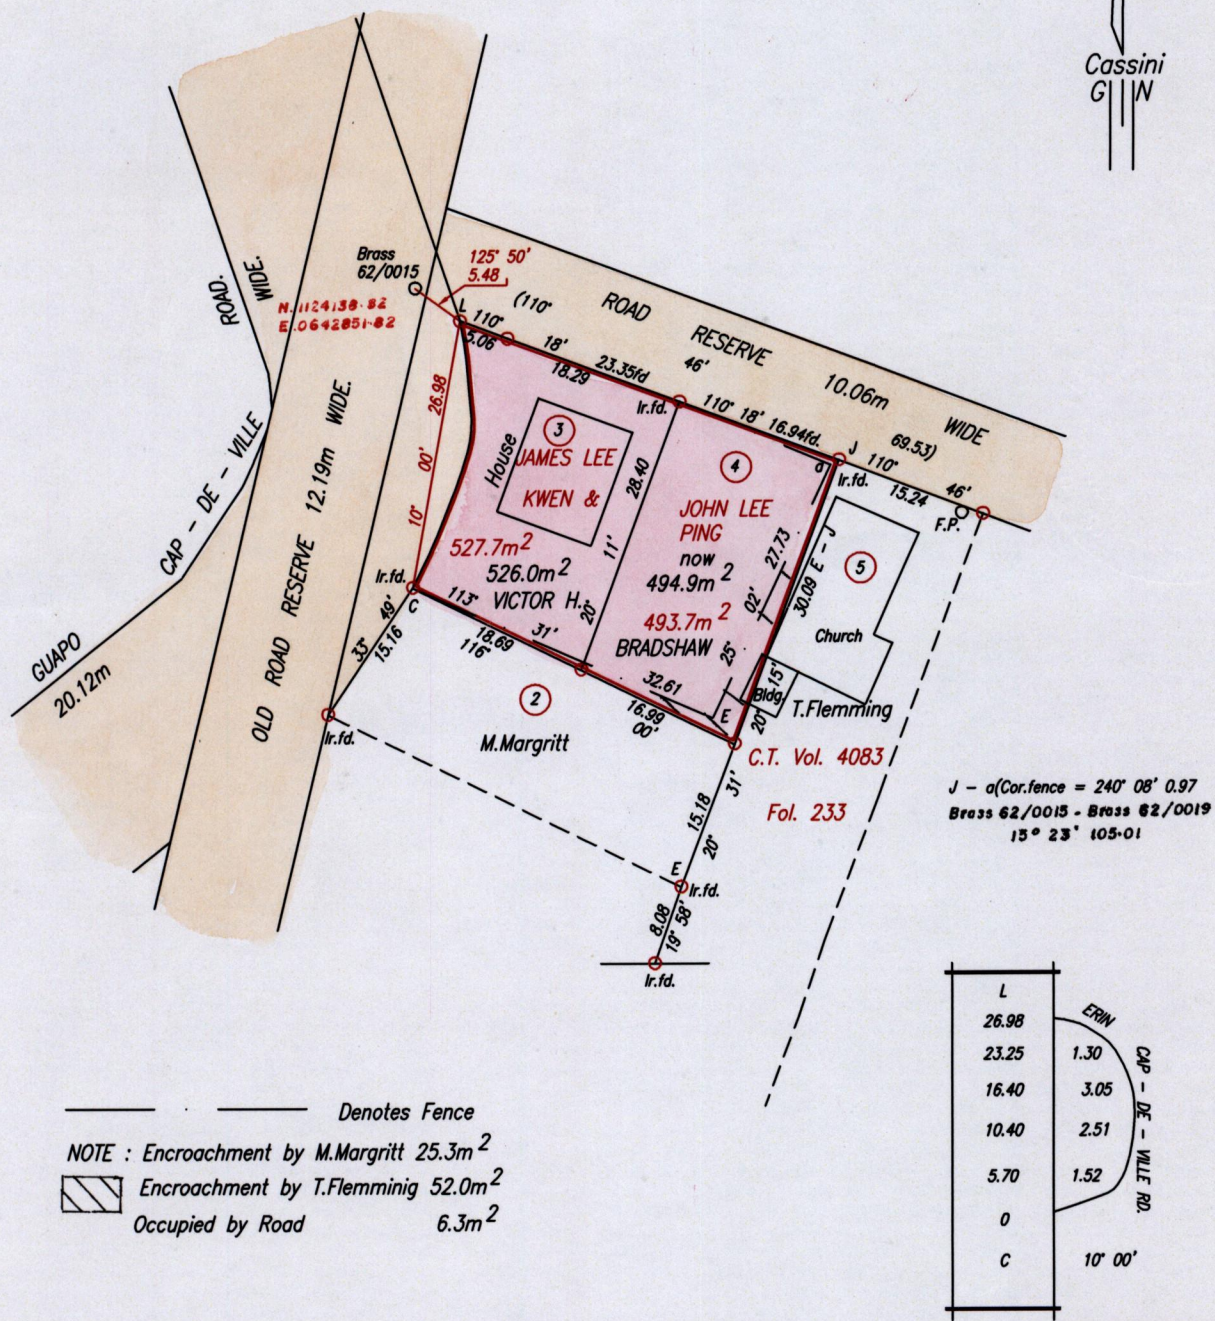 Cassini
G N
Brass
62/0015
125° 50'
5.48
N.1124138.82
E.0642851.82
L
110°
5.06
(110°
ROAD RESERVE
10.06m
WIDE
18'
18.29
23.35fd
46'
Ir.fd.
110° 18' 16.94fd.
69.53)
J
110°
Ir.fd.
15.24
46'
F.P.
a
ROAD.
WIDE.
GUAPO
CAP - DE - VILLE
20.12m
OLD ROAD RESERVE 12.19m WIDE.
26.98
00'
10°
House
3
JAMES LEE
KWEN &
527.7m2
526.0m2
VICTOR H.
28.40
11'
20°
4
JOHN LEE
PING
now
494.9m2
493.7m2
BRADSHAW
27.73
02'
25°
30.09 E - J
5
Church
Bldg.
15'
20°
T.Flemming
Ir.fd.
C
113°
18.69
116°
31'
32.61
16.99
00'
E
49'
33°
15.16
Ir.fd.
2
M.Margritt
C.T. Vol. 4083
Fol. 233
31'
15.18
20°
E
Ir.fd.
8.08
19° 58'
Ir.fd.
J - a(Cor.fence = 240° 08' 0.97
Brass 62/0015 - Brass 62/0019
15° 23' 105.01
Denotes Fence
NOTE : Encroachment by M.Margritt 25.3m2
Encroachment by T.Flemminig 52.0m2
Occupied by Road 6.3m2
L
26.98
23.25 1.30
16.40 3.05
10.40 2.51
5.70 1.52
0
C 10° 00'
ERIN
CAP - DE - VILLE RD.